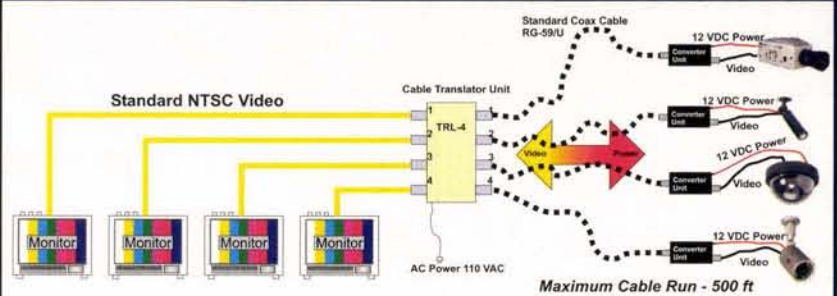 Standard Coax Cable
RG-59/U
12 VDC Power
Converter
Unit
Video
Cable Translator Unit
Standard NTSC Video
1
1
TRL-4
2
2
3
3
4
4
Video
Power
12 VDC Power
Converter
Unit
Video
12 VDC Power
Converter
Unit
Video
12 VDC Power
Converter
Unit
Video
Monitor
Monitor
Monitor
Monitor
AC Power 110 VAC
Maximum Cable Run - 500 ft